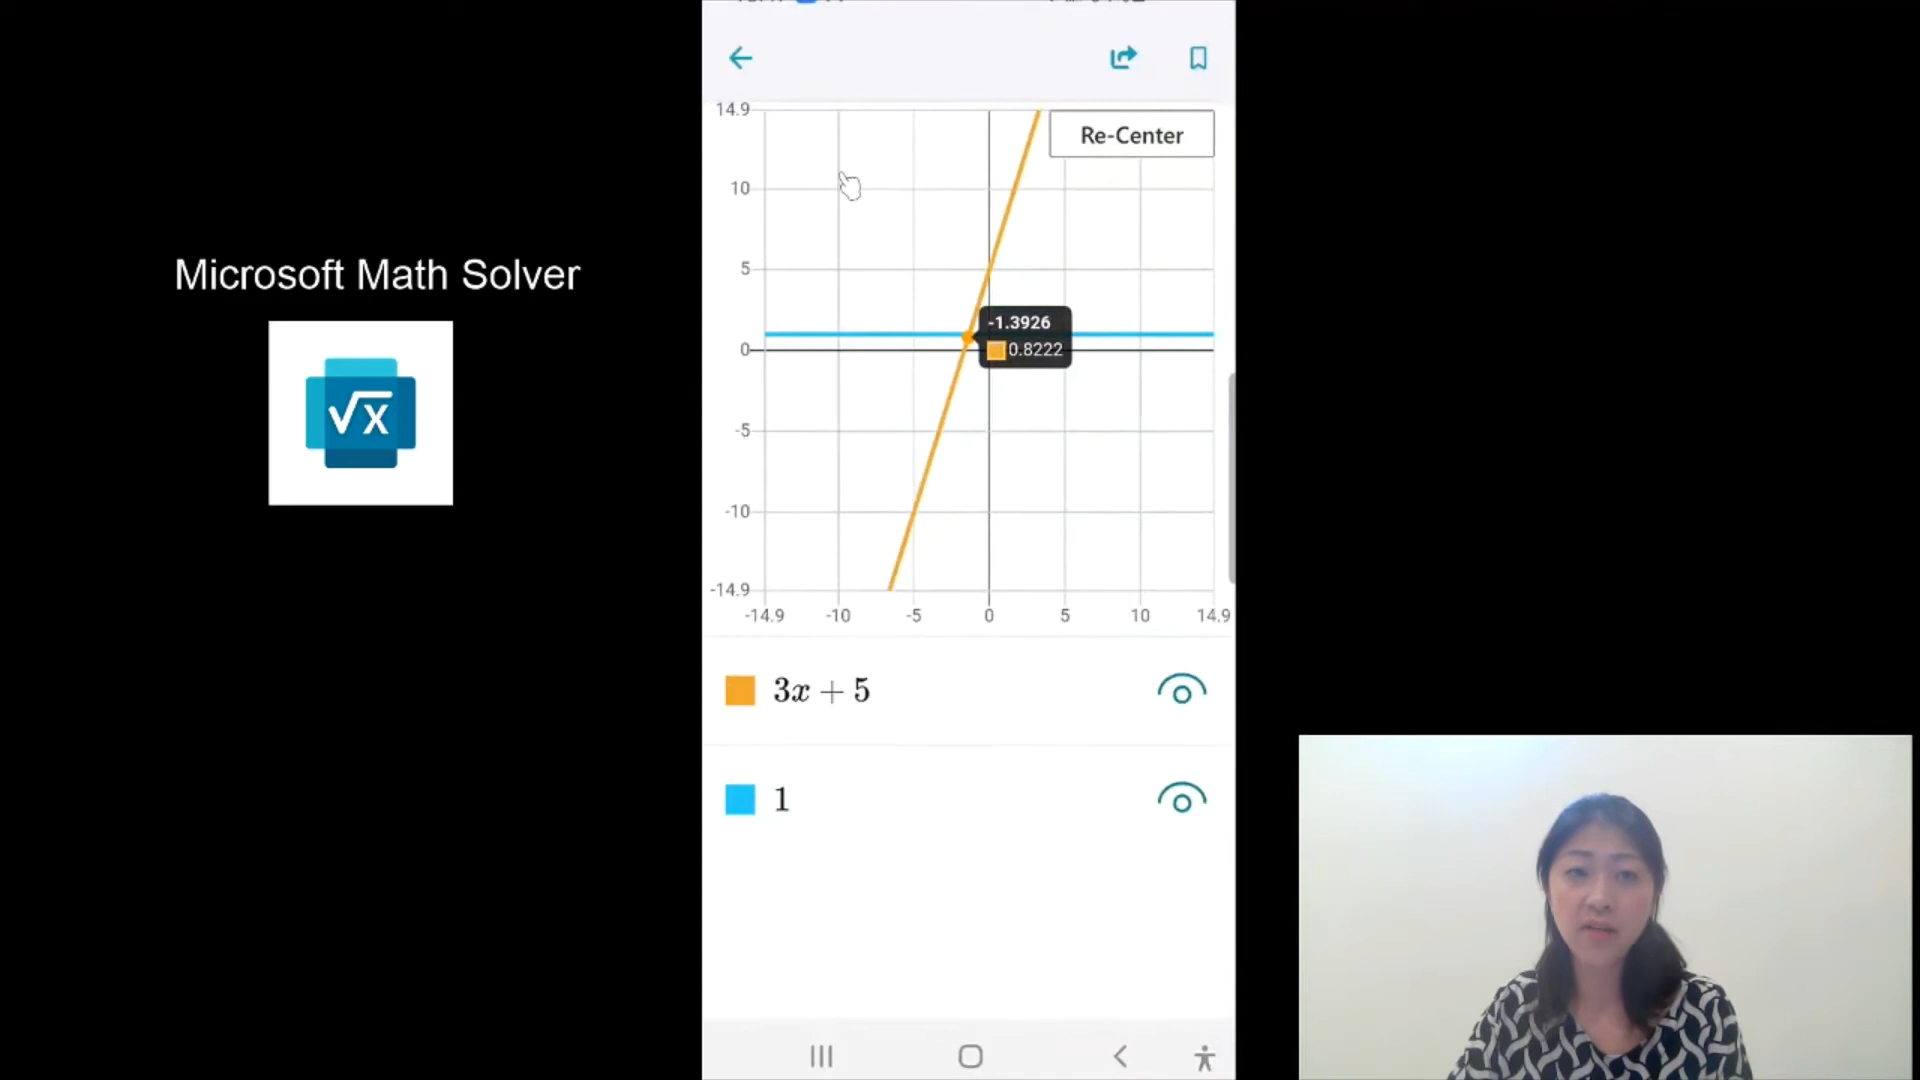 Microsoft Math Solver
√x
Re-Center
14.9
10
5
0
-5
-10
-14.9
-1.3926
0.8222
-14.9 -10 -5 0 5 10 14.9
3x + 5
1